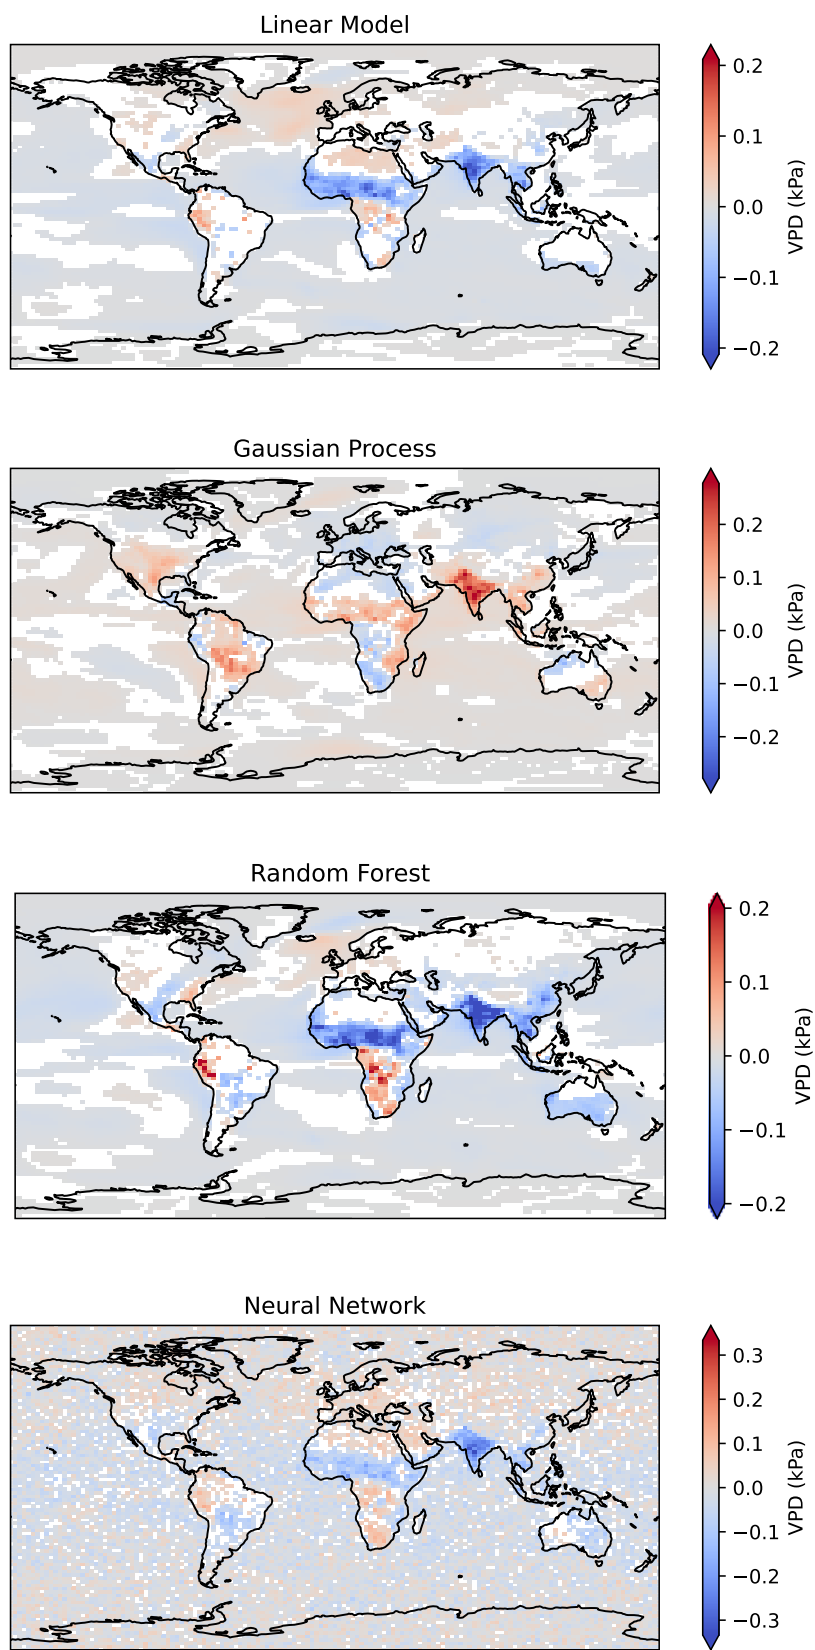 Linear Model
0.2
0.1
0.0
−0.1
−0.2
VPD (kPa)
Gaussian Process
0.2
0.1
0.0
−0.1
−0.2
VPD (kPa)
Random Forest
0.2
0.1
0.0
−0.1
−0.2
VPD (kPa)
Neural Network
0.3
0.2
0.1
0.0
−0.1
−0.2
−0.3
VPD (kPa)